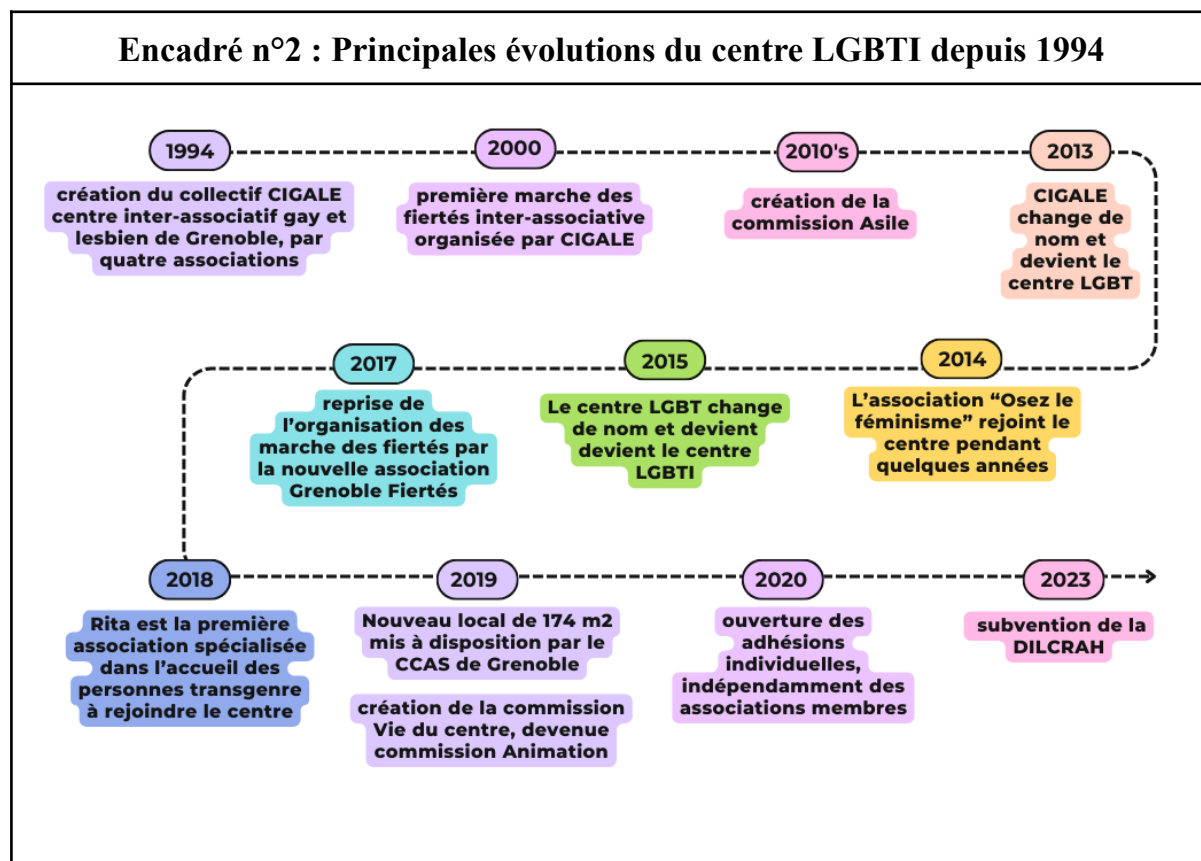 Encadré n°2 : Principales évolutions du centre LGBTI depuis 1994
1994
création du collectif CIGALE
centre inter-associatif gay et
lesbien de Grenoble, par
quatre associations
2000
première marche des
fiertés inter-associative
organisée par CIGALE
2010's
création de la
commission Asile
2013
CIGALE
change de
nom et
devient le
centre LGBT
2014
L'association “Osez le
féminisme” rejoint le
centre pendant
quelques années
2015
Le centre LGBT change
de nom et devient
devient le centre
LGBTI
2017
reprise de
l'organisation des
marche des fiertés par
la nouvelle association
Grenoble Fiertés
2018
Rita est la première
association spécialisée
dans l'accueil des
personnes transgenre
à rejoindre le centre
2019
Nouveau local de 174 m2
mis à disposition par le
CCAS de Grenoble
création de la commission
Vie du centre, devenue
commission Animation
2020
ouverture des
adhésions
individuelles,
indépendamment des
associations membres
2023
subvention de la
DILCRAH